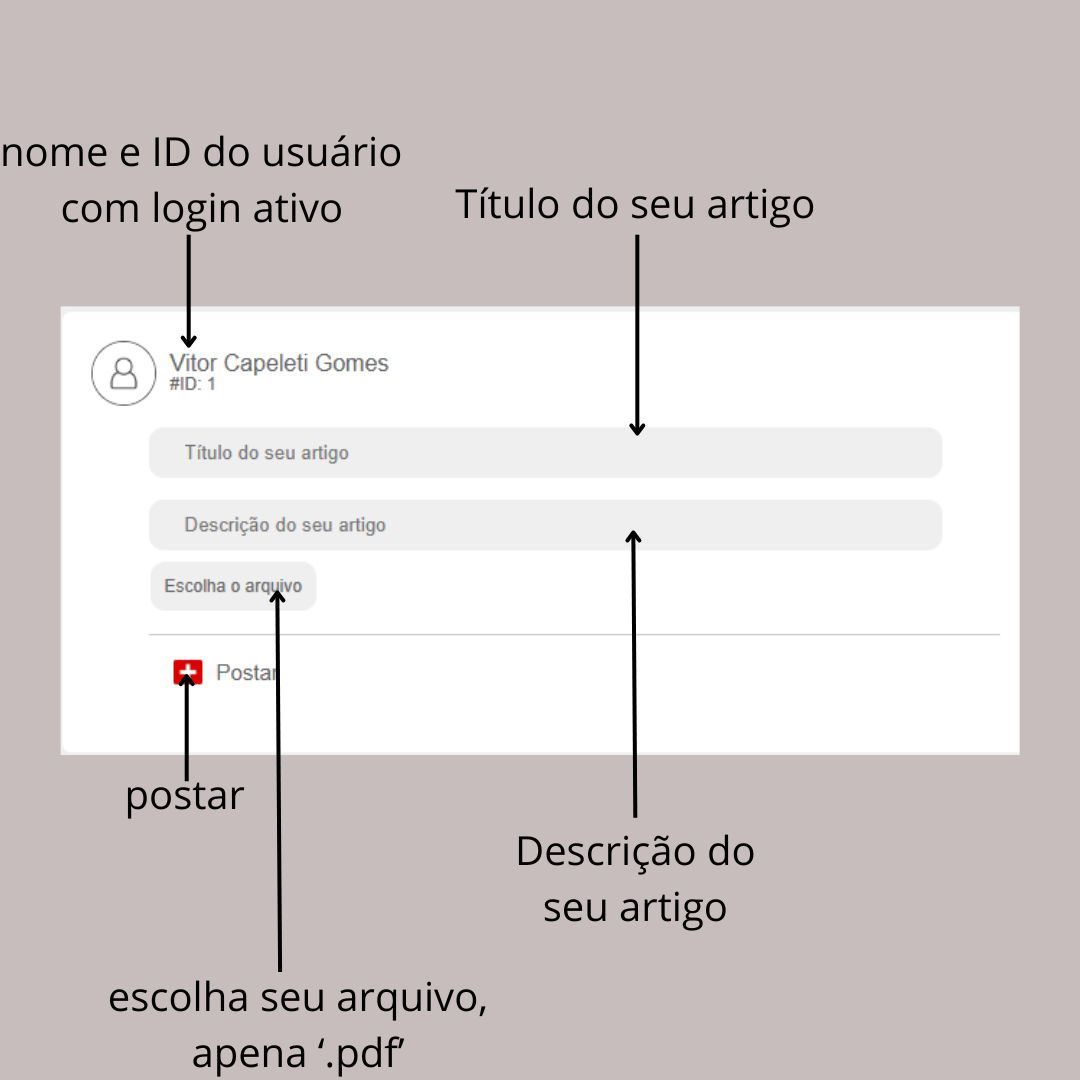 nome e ID do usuário
com login ativo
Título do seu artigo
Vitor Capeleti Gomes
#ID: 1
Título do seu artigo
Descrição do seu artigo
Escolha o arquivo
Postar
postar
Descrição do
seu artigo
escolha seu arquivo,
apena ‘.pdf’